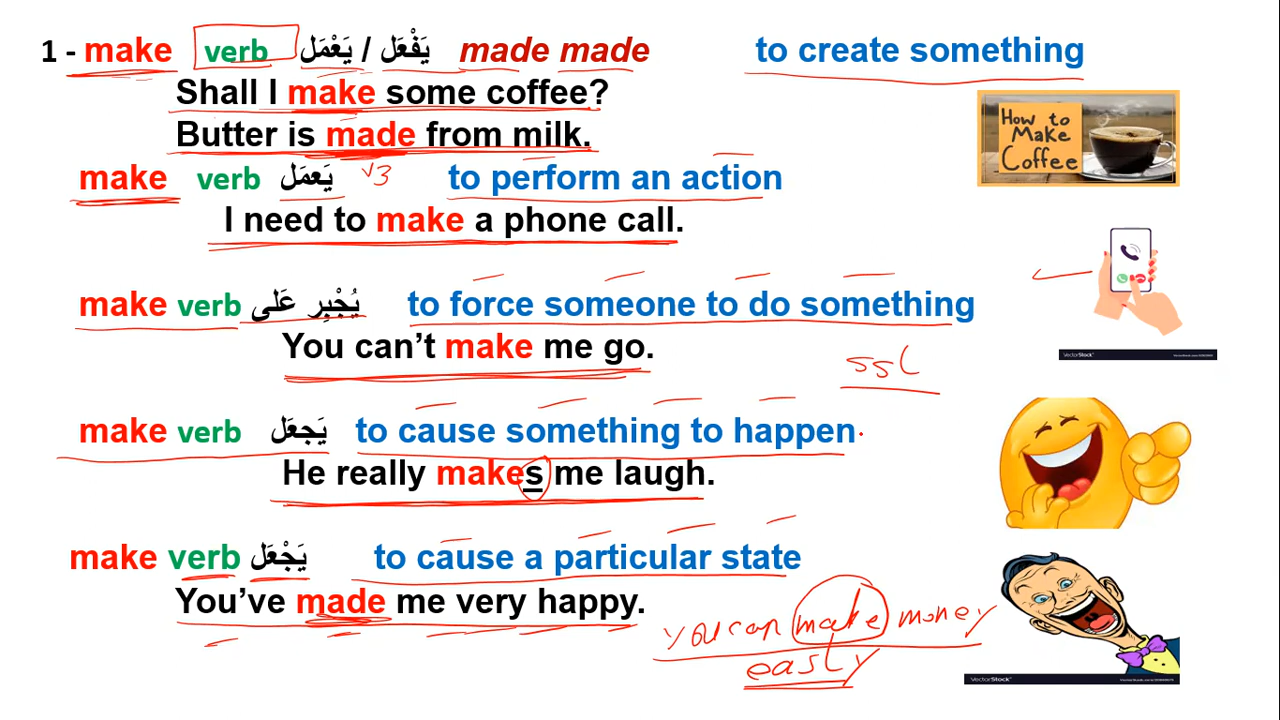 1 - make verb يَفْعَل / يَعْمَل made made to create something
Shall I make some coffee?
Butter is made from milk.
How to
Make
Coffee
make verb يَعمَل v3 to perform an action
I need to make a phone call.
make verb يُجْبِر عَلى to force someone to do something
You can’t make me go.
VectorStock
make verb يَجعَل to cause something to happen
He really makes me laugh.
make verb يَجْعَل to cause a particular state
You’ve made me very happy.
you can make money
easly
VectorStock